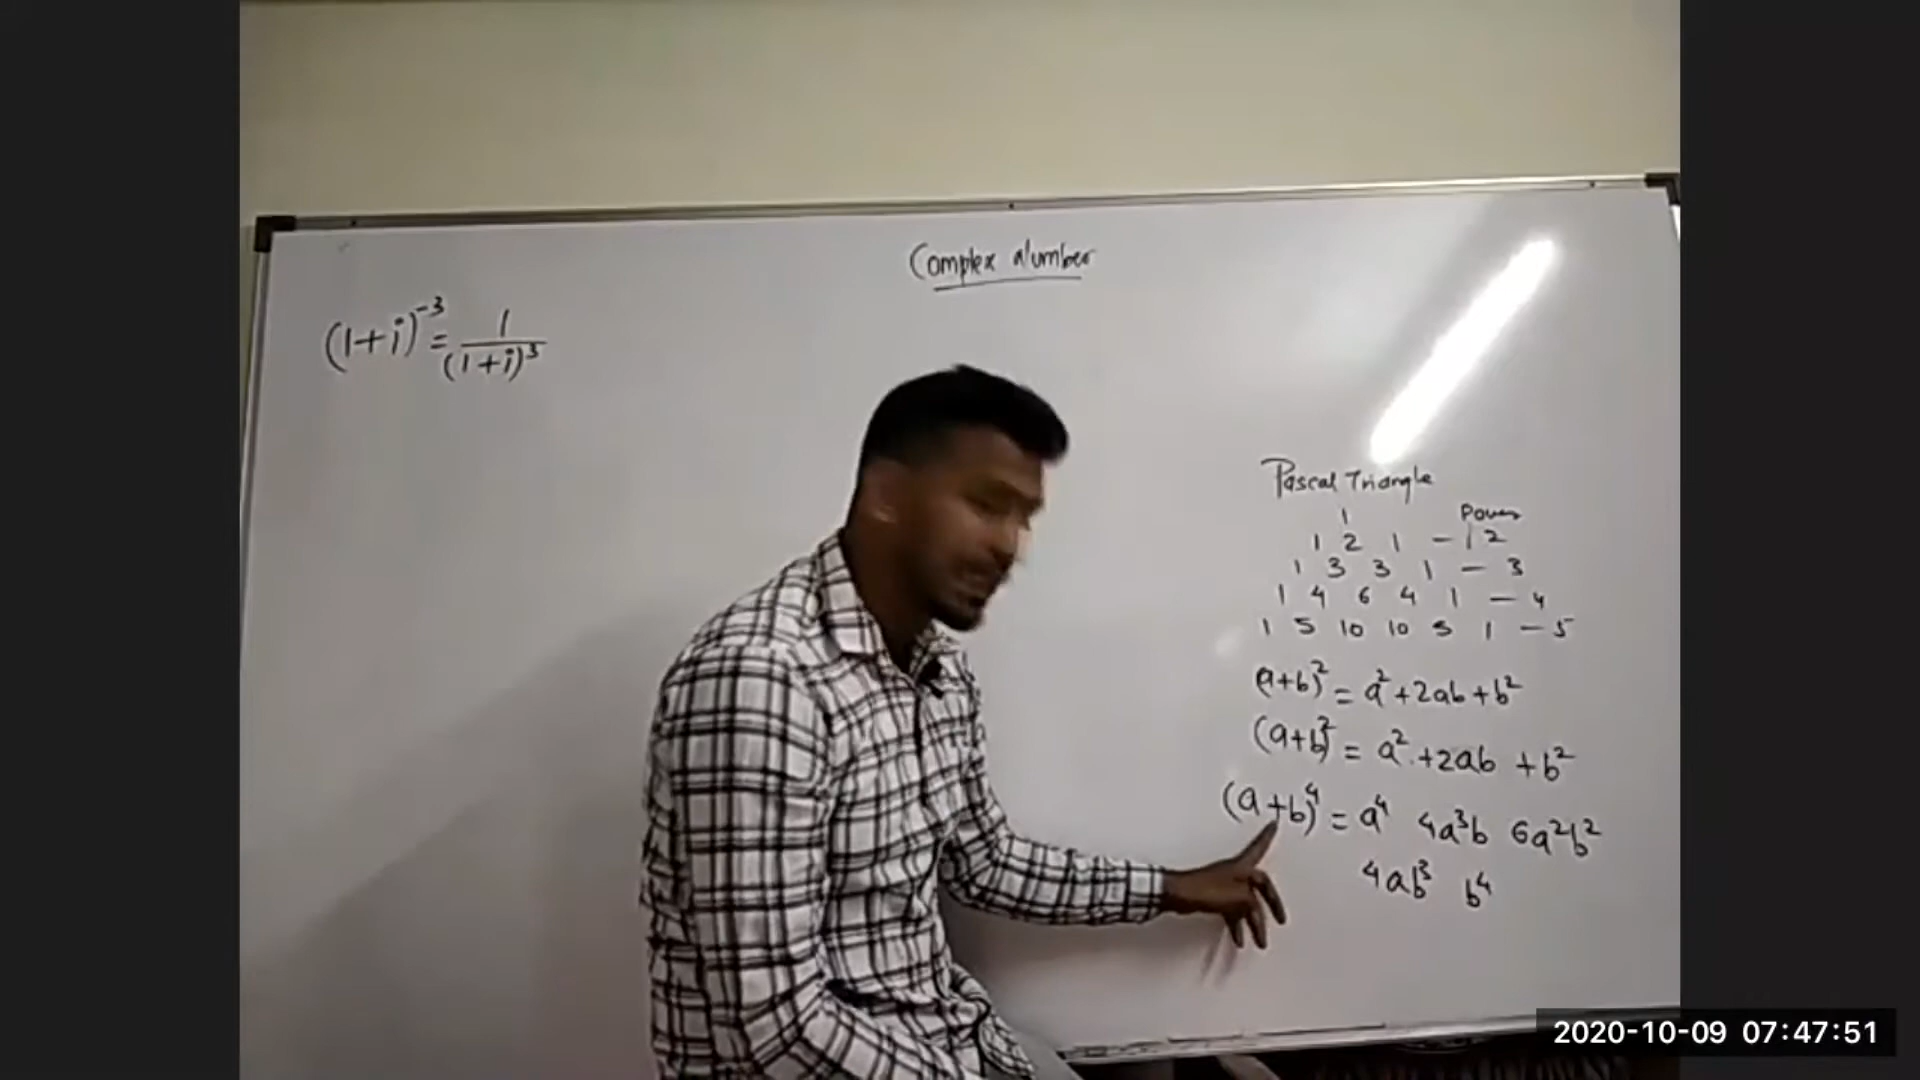 Complex Number
(1+i)⁻³ = 1/(1+i)³
Pascal Triangle
1 Power
1 2 1 – 2
1 3 3 1 – 3
1 4 6 4 1 – 4
1 5 10 10 5 1 – 5
(a+b)² = a² + 2ab + b²
(a+b)² = a² + 2ab + b²
(a+b)⁴ = a⁴ 4a³b 6a²b²
4ab³ b⁴
2020-10-09 07:47:51